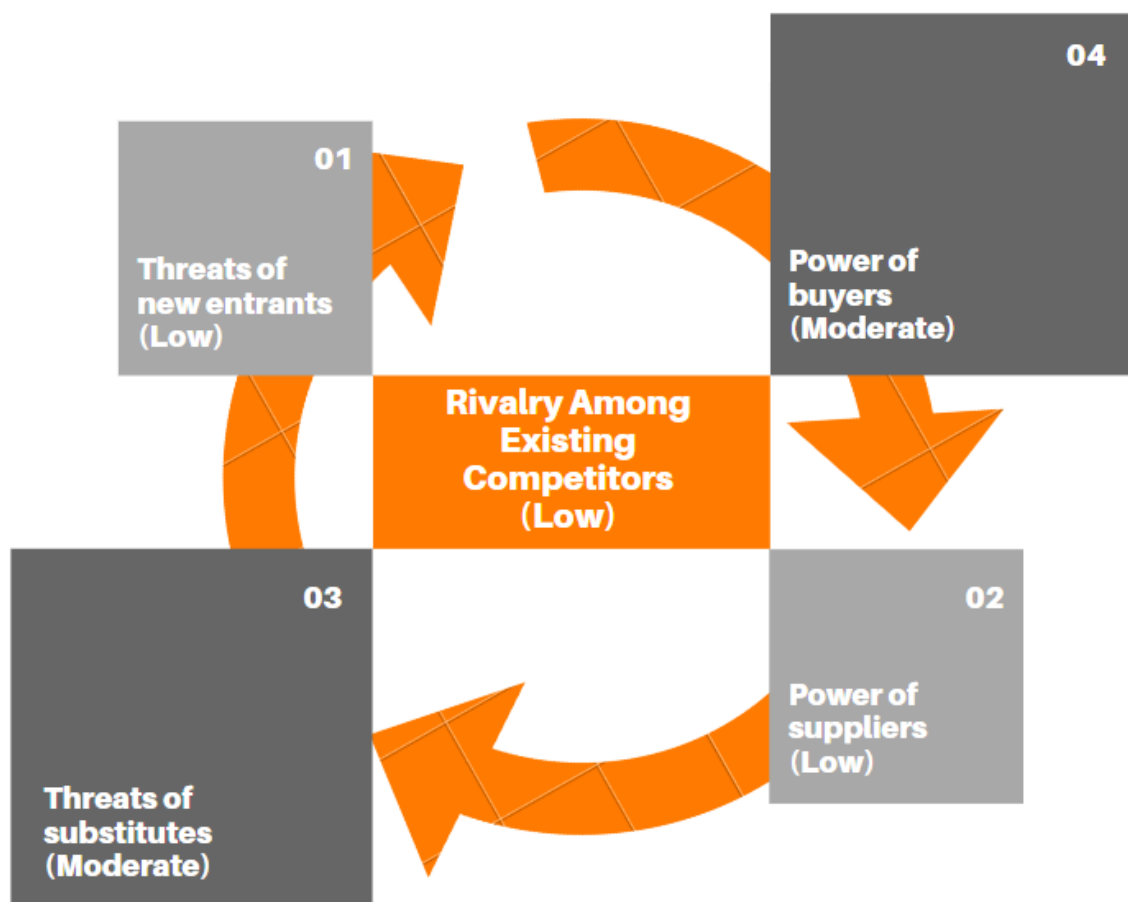 01
Threats of
new entrants
(Low)
04
Power of
buyers
(Moderate)
Rivalry Among
Existing
Competitors
(Low)
03
Threats of
substitutes
(Moderate)
02
Power of
suppliers
(Low)